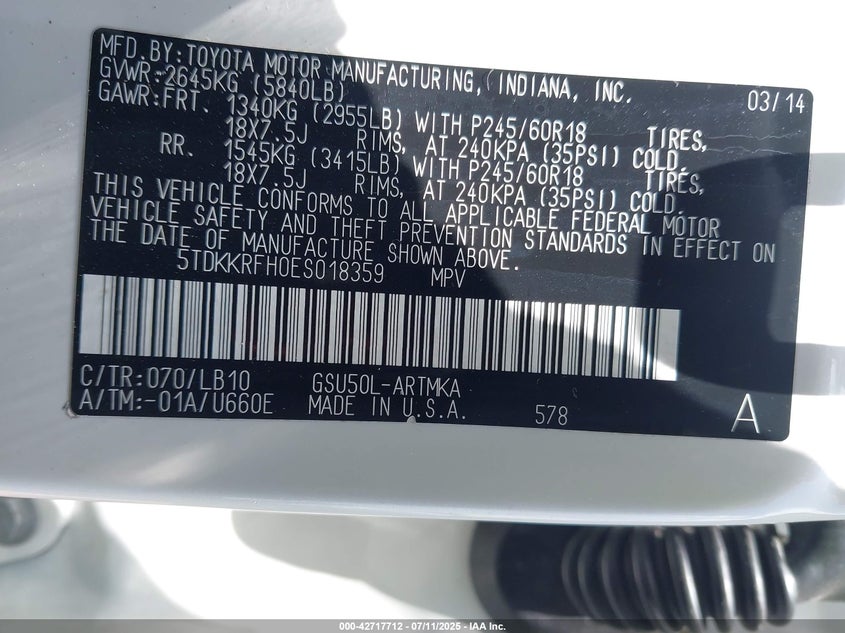 MFD. BY: TOYOTA MOTOR MANUFACTURING, INDIANA, INC. 03/14
GVWR: 2645KG (5840LB)
GAWR: FRT. 1340KG (2955LB) WITH P245/60R18 TIRES,
18X7.5J RIMS, AT 240KPA (35PSI) COLD,
RR. 1545KG (3415LB) WITH P245/60R18 TIRES,
18X7.5J RIMS, AT 240KPA (35PSI) COLD,
THIS VEHICLE CONFORMS TO ALL APPLICABLE FEDERAL MOTOR
VEHICLE SAFETY AND THEFT PREVENTION STANDARDS IN EFFECT ON
THE DATE OF MANUFACTURE SHOWN ABOVE.
5TDKKRFH0ES018359 MPV
C/TR: 070/LB10 GSU50L-ARTMKA
A/TM: -01A/U660E MADE IN U.S.A. 578 A
000-42717712 - 07/11/2025 - IAA Inc.